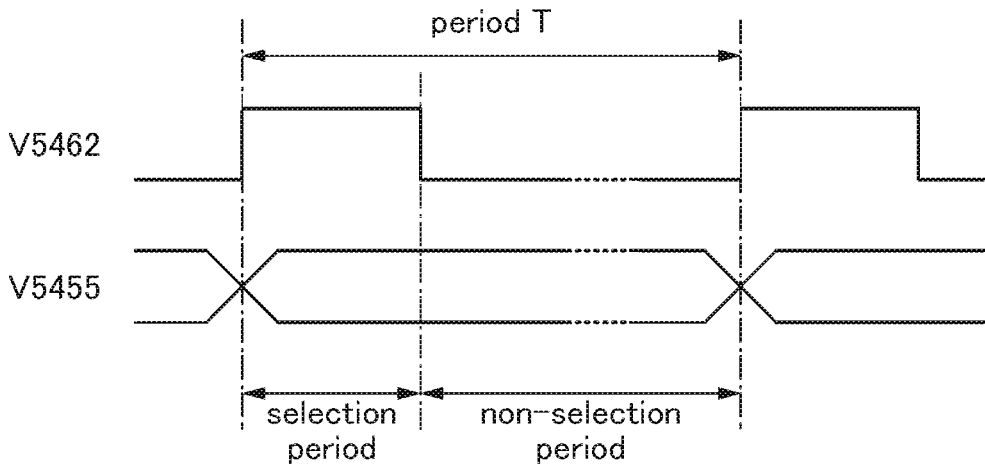 period T
V5462
V5455
selection
period
non-selection
period